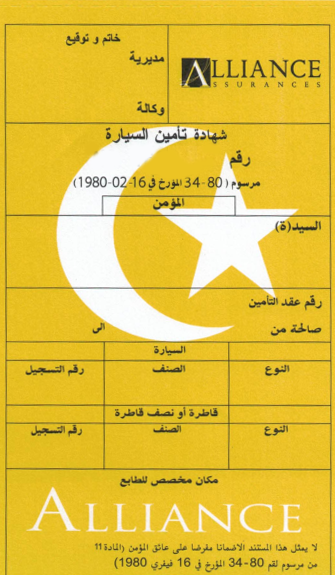 خاتم و توقيع
مديرية
ALLIANCE
ASSURANCES
وكالة
شهادة تأمين السيارة
رقم
مرسوم ( 80 - 34 المؤرخ في 16-02-1980)
المؤمن
السيد(ة)
رقم عقد التأمين
صالحة من الى
السيارة
النوع الصنف رقم التسجيل
قاطرة أو نصف قاطرة
النوع الصنف رقم التسجيل
مكان مخصص للطابع
ALLIANCE
لا يمثل هذا المستند الاضمانا مفرضا على عاتق المؤمن (المادة 11
من مرسوم لقم 80-34 المؤرخ في 16 فيفري 1980)